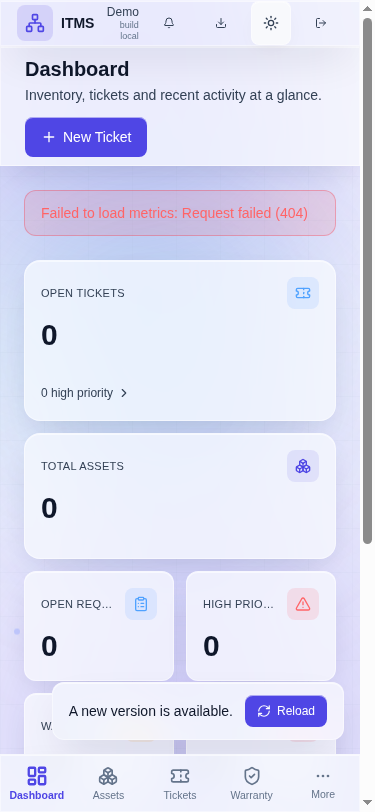 ITMS
Demo
build
local
Dashboard
Inventory, tickets and recent activity at a glance.
New Ticket
Failed to load metrics: Request failed (404)
OPEN TICKETS
0
0 high priority
TOTAL ASSETS
0
OPEN REQ...
0
HIGH PRIO...
0
A new version is available.
Reload
Dashboard
Assets
Tickets
Warranty
More